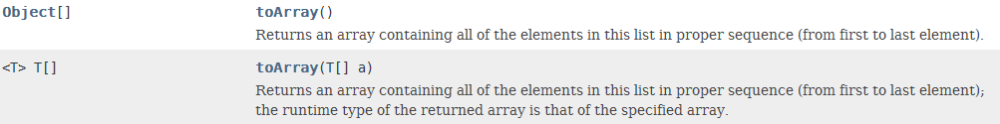 Object[] toArray()
Returns an array containing all of the elements in this list in proper sequence (from first to last element).
<T> T[] toArray(T[] a)
Returns an array containing all of the elements in this list in proper sequence (from first to last element);
the runtime type of the returned array is that of the specified array.